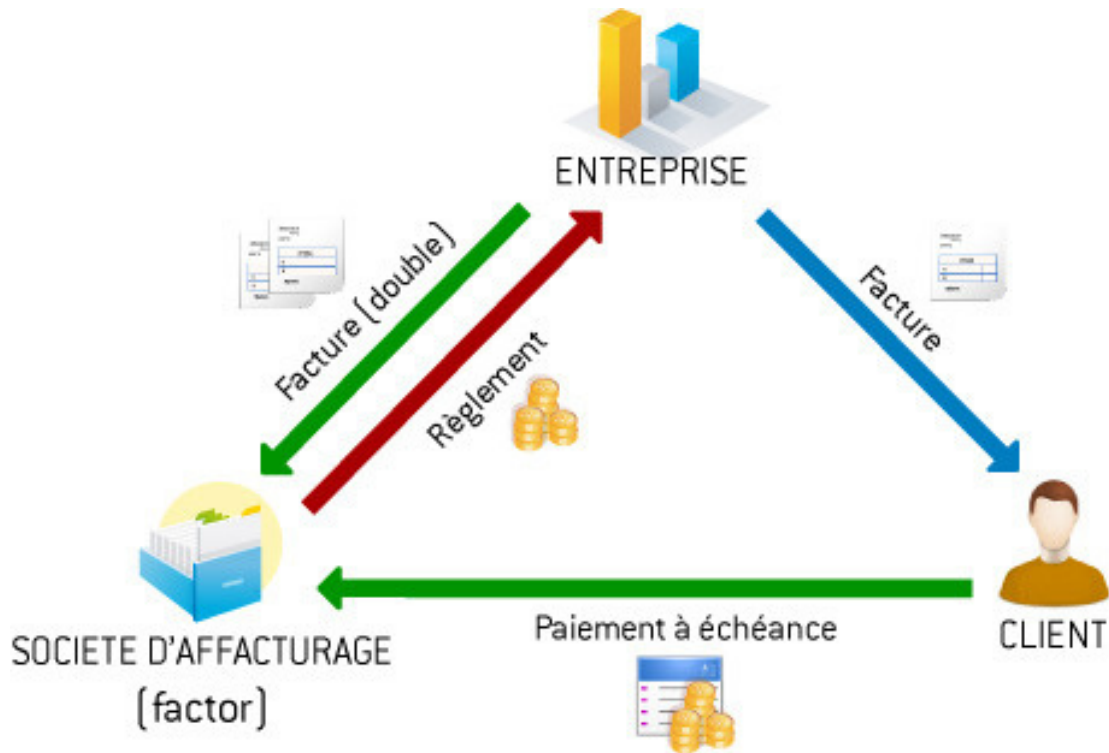 ENTREPRISE
Facture (double)
Règlement
Facture
Paiement à échéance
SOCIETE D'AFFACTURAGE
(factor)
CLIENT